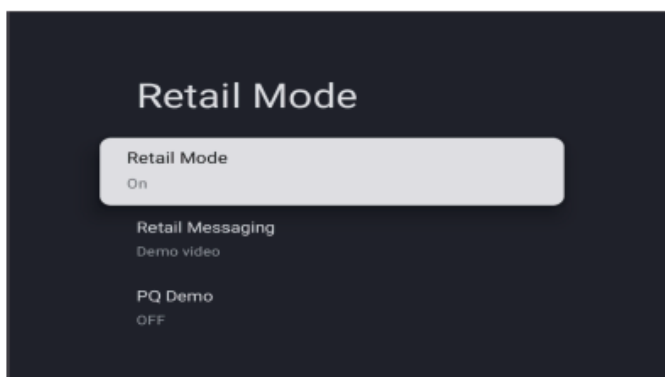 Retail Mode
Retail Mode
On
Retail Messaging
Demo video
PQ Demo
OFF